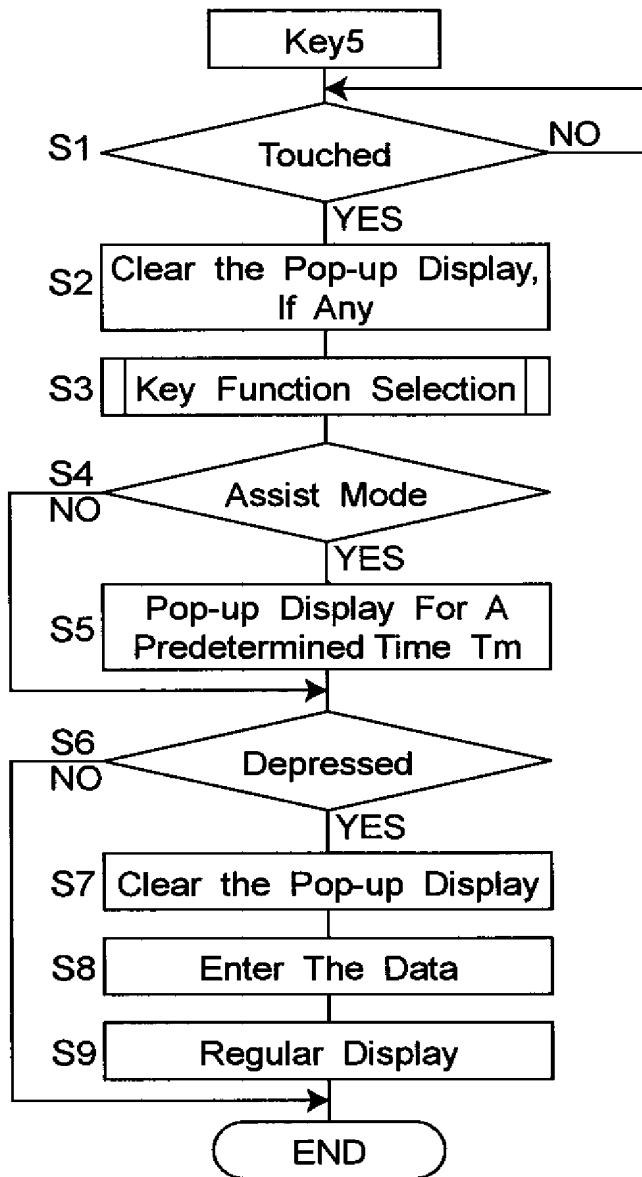 Key5
S1
Touched
NO
YES
S2
Clear the Pop-up Display,
If Any
S3
Key Function Selection
S4
NO
Assist Mode
YES
S5
Pop-up Display For A
Predetermined Time Tm
S6
NO
Depressed
YES
S7
Clear the Pop-up Display
S8
Enter The Data
S9
Regular Display
END